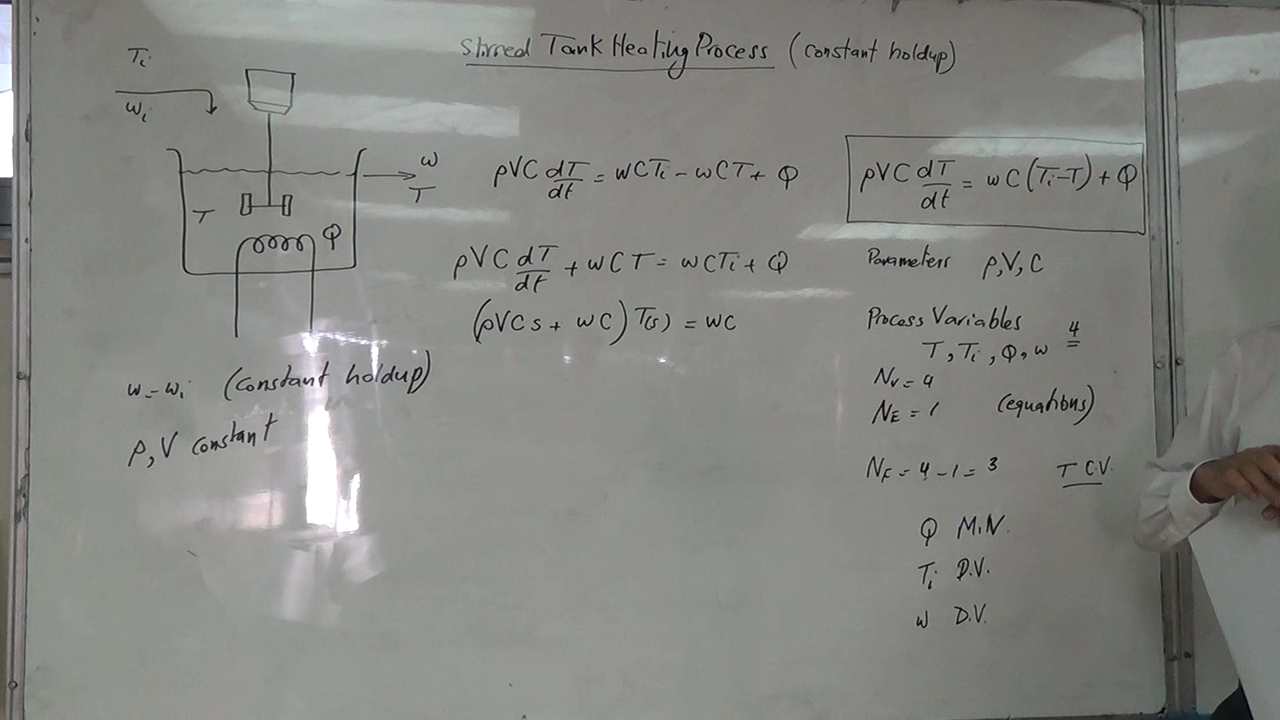 Stirred Tank Heating Process (constant holdup)
Ti
wi
w
T
T
Q
ρVC dT/dt = wCTi - wCT + Q
ρVC dT/dt + wCT = wCTi + Q
(ρVCs + wC) T(s) = wC
w = wi (constant holdup)
ρ, V constant
ρVC dT/dt = wC(Ti-T) + Q
Parameters ρ, V, C
Process Variables
T, Ti, Q, w 4
Nv = 4
NE = 1 (equations)
NF = 4 - 1 = 3 T C.V.
Q M.V.
Ti D.V.
w D.V.